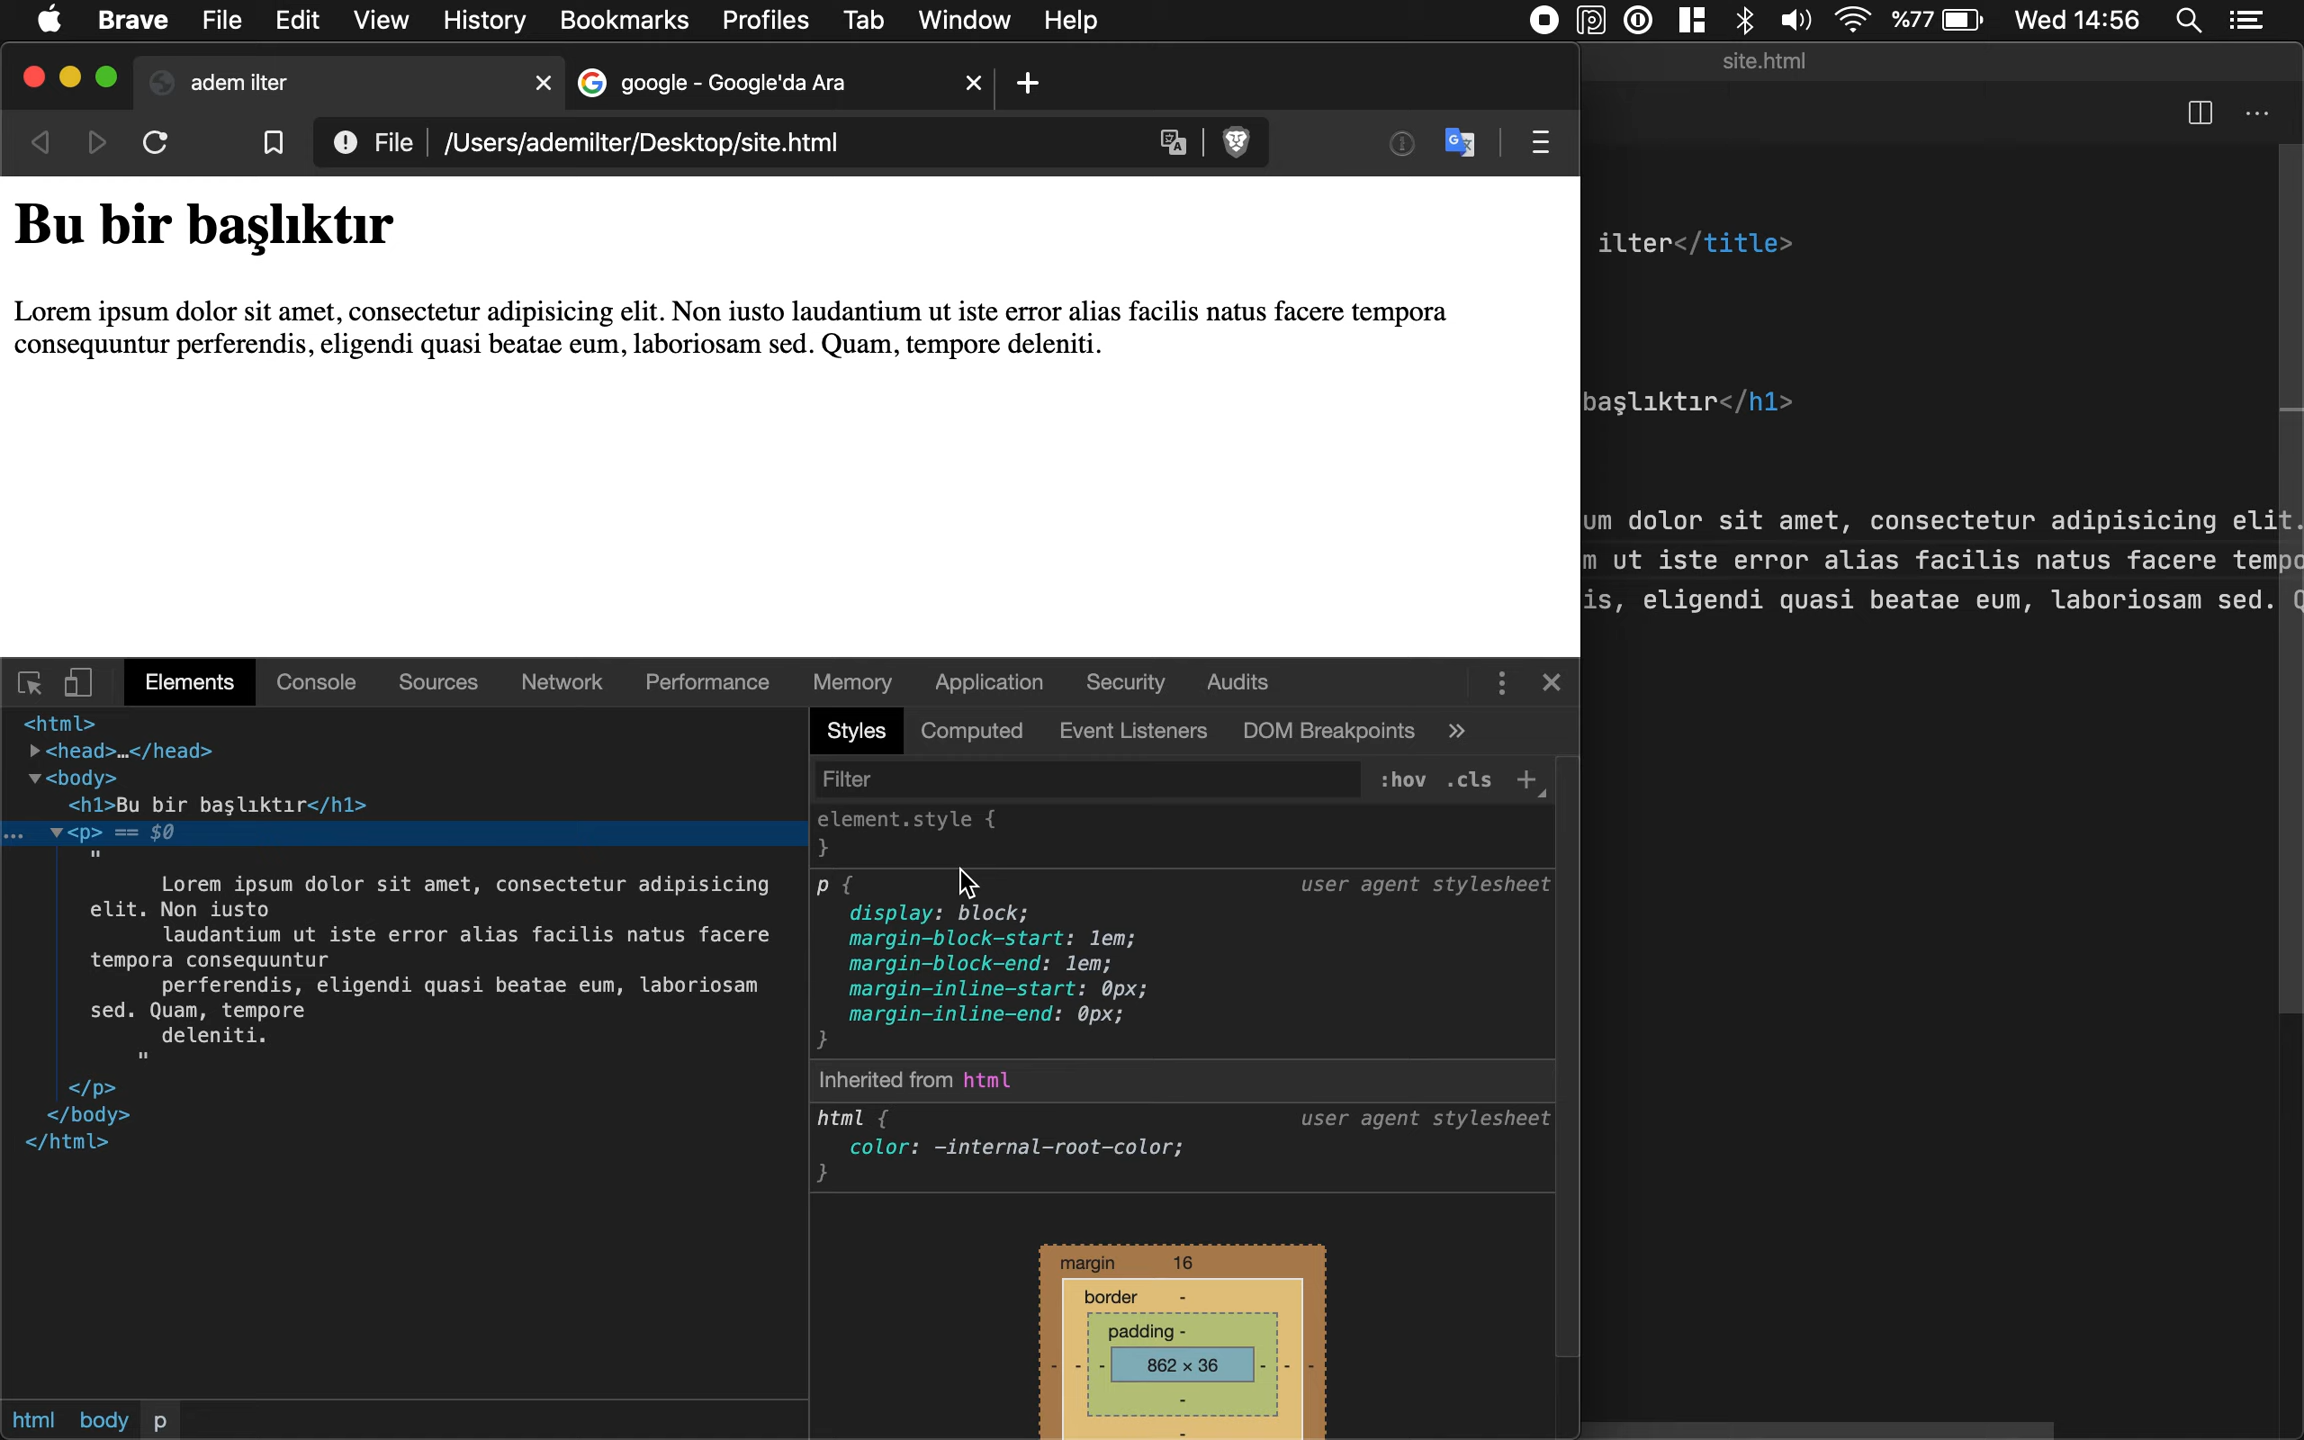 Brave File Edit View History Bookmarks Profiles Tab Window Help %77 Wed 14:56
adem ilter
google - Google'da Ara
site.html
File /Users/ademilter/Desktop/site.html
Bu bir başlıktır
Lorem ipsum dolor sit amet, consectetur adipisicing elit. Non iusto laudantium ut iste error alias facilis natus facere tempora
consequuntur perferendis, eligendi quasi beatae eum, laboriosam sed. Quam, tempore deleniti.
ilter</title>
başlıktır</h1>
um dolor sit amet, consectetur adipisicing elit.
m ut iste error alias facilis natus facere tempo
is, eligendi quasi beatae eum, laboriosam sed. Q
Elements Console Sources Network Performance Memory Application Security Audits
<html>
<head>…</head>
<body>
<h1>Bu bir başlıktır</h1>
… <p> == $0
"
Lorem ipsum dolor sit amet, consectetur adipisicing
elit. Non iusto
laudantium ut iste error alias facilis natus facere
tempora consequuntur
perferendis, eligendi quasi beatae eum, laboriosam
sed. Quam, tempore
deleniti.
"
</p>
</body>
</html>
html body p
Styles Computed Event Listeners DOM Breakpoints »
Filter :hov .cls +
element.style {
}
p { user agent stylesheet
display: block;
margin-block-start: 1em;
margin-block-end: 1em;
margin-inline-start: 0px;
margin-inline-end: 0px;
}
Inherited from html
html { user agent stylesheet
color: -internal-root-color;
}
margin 16
border -
padding -
- - - 862 × 36 - - -
-
-